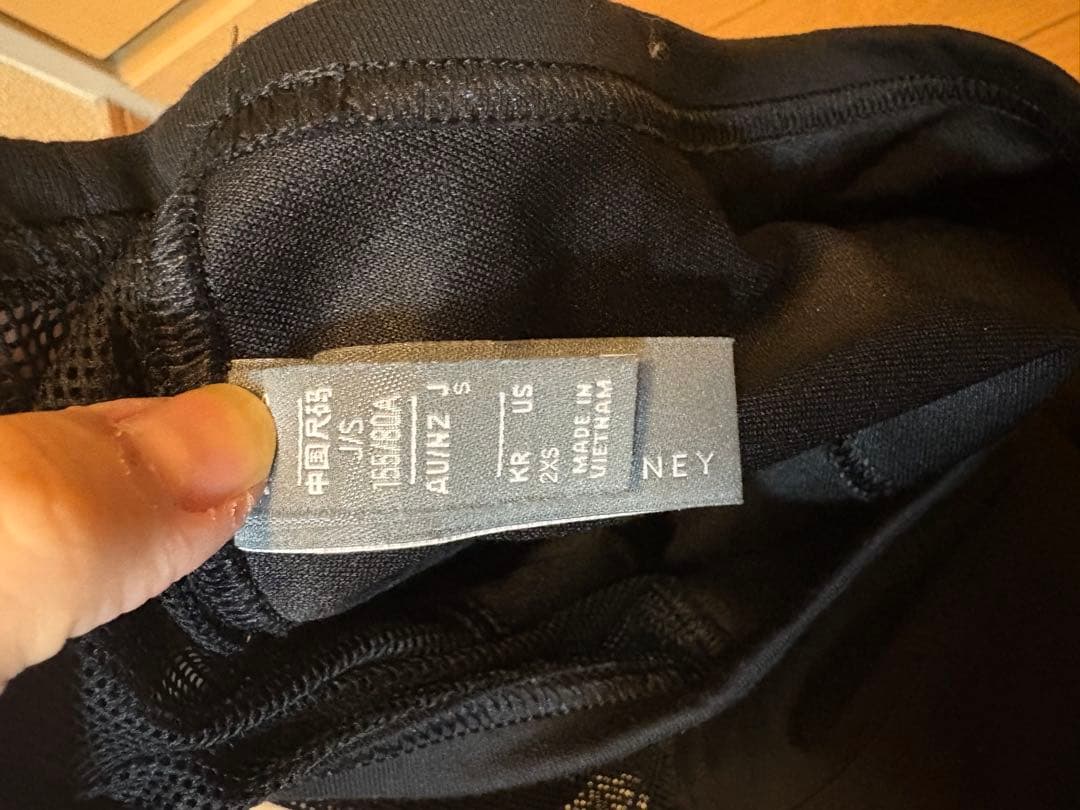 中国尺码
J/S
155/80A
AU/NZ J
S
KR US
2XS
MADE IN
VIETNAM
NEY